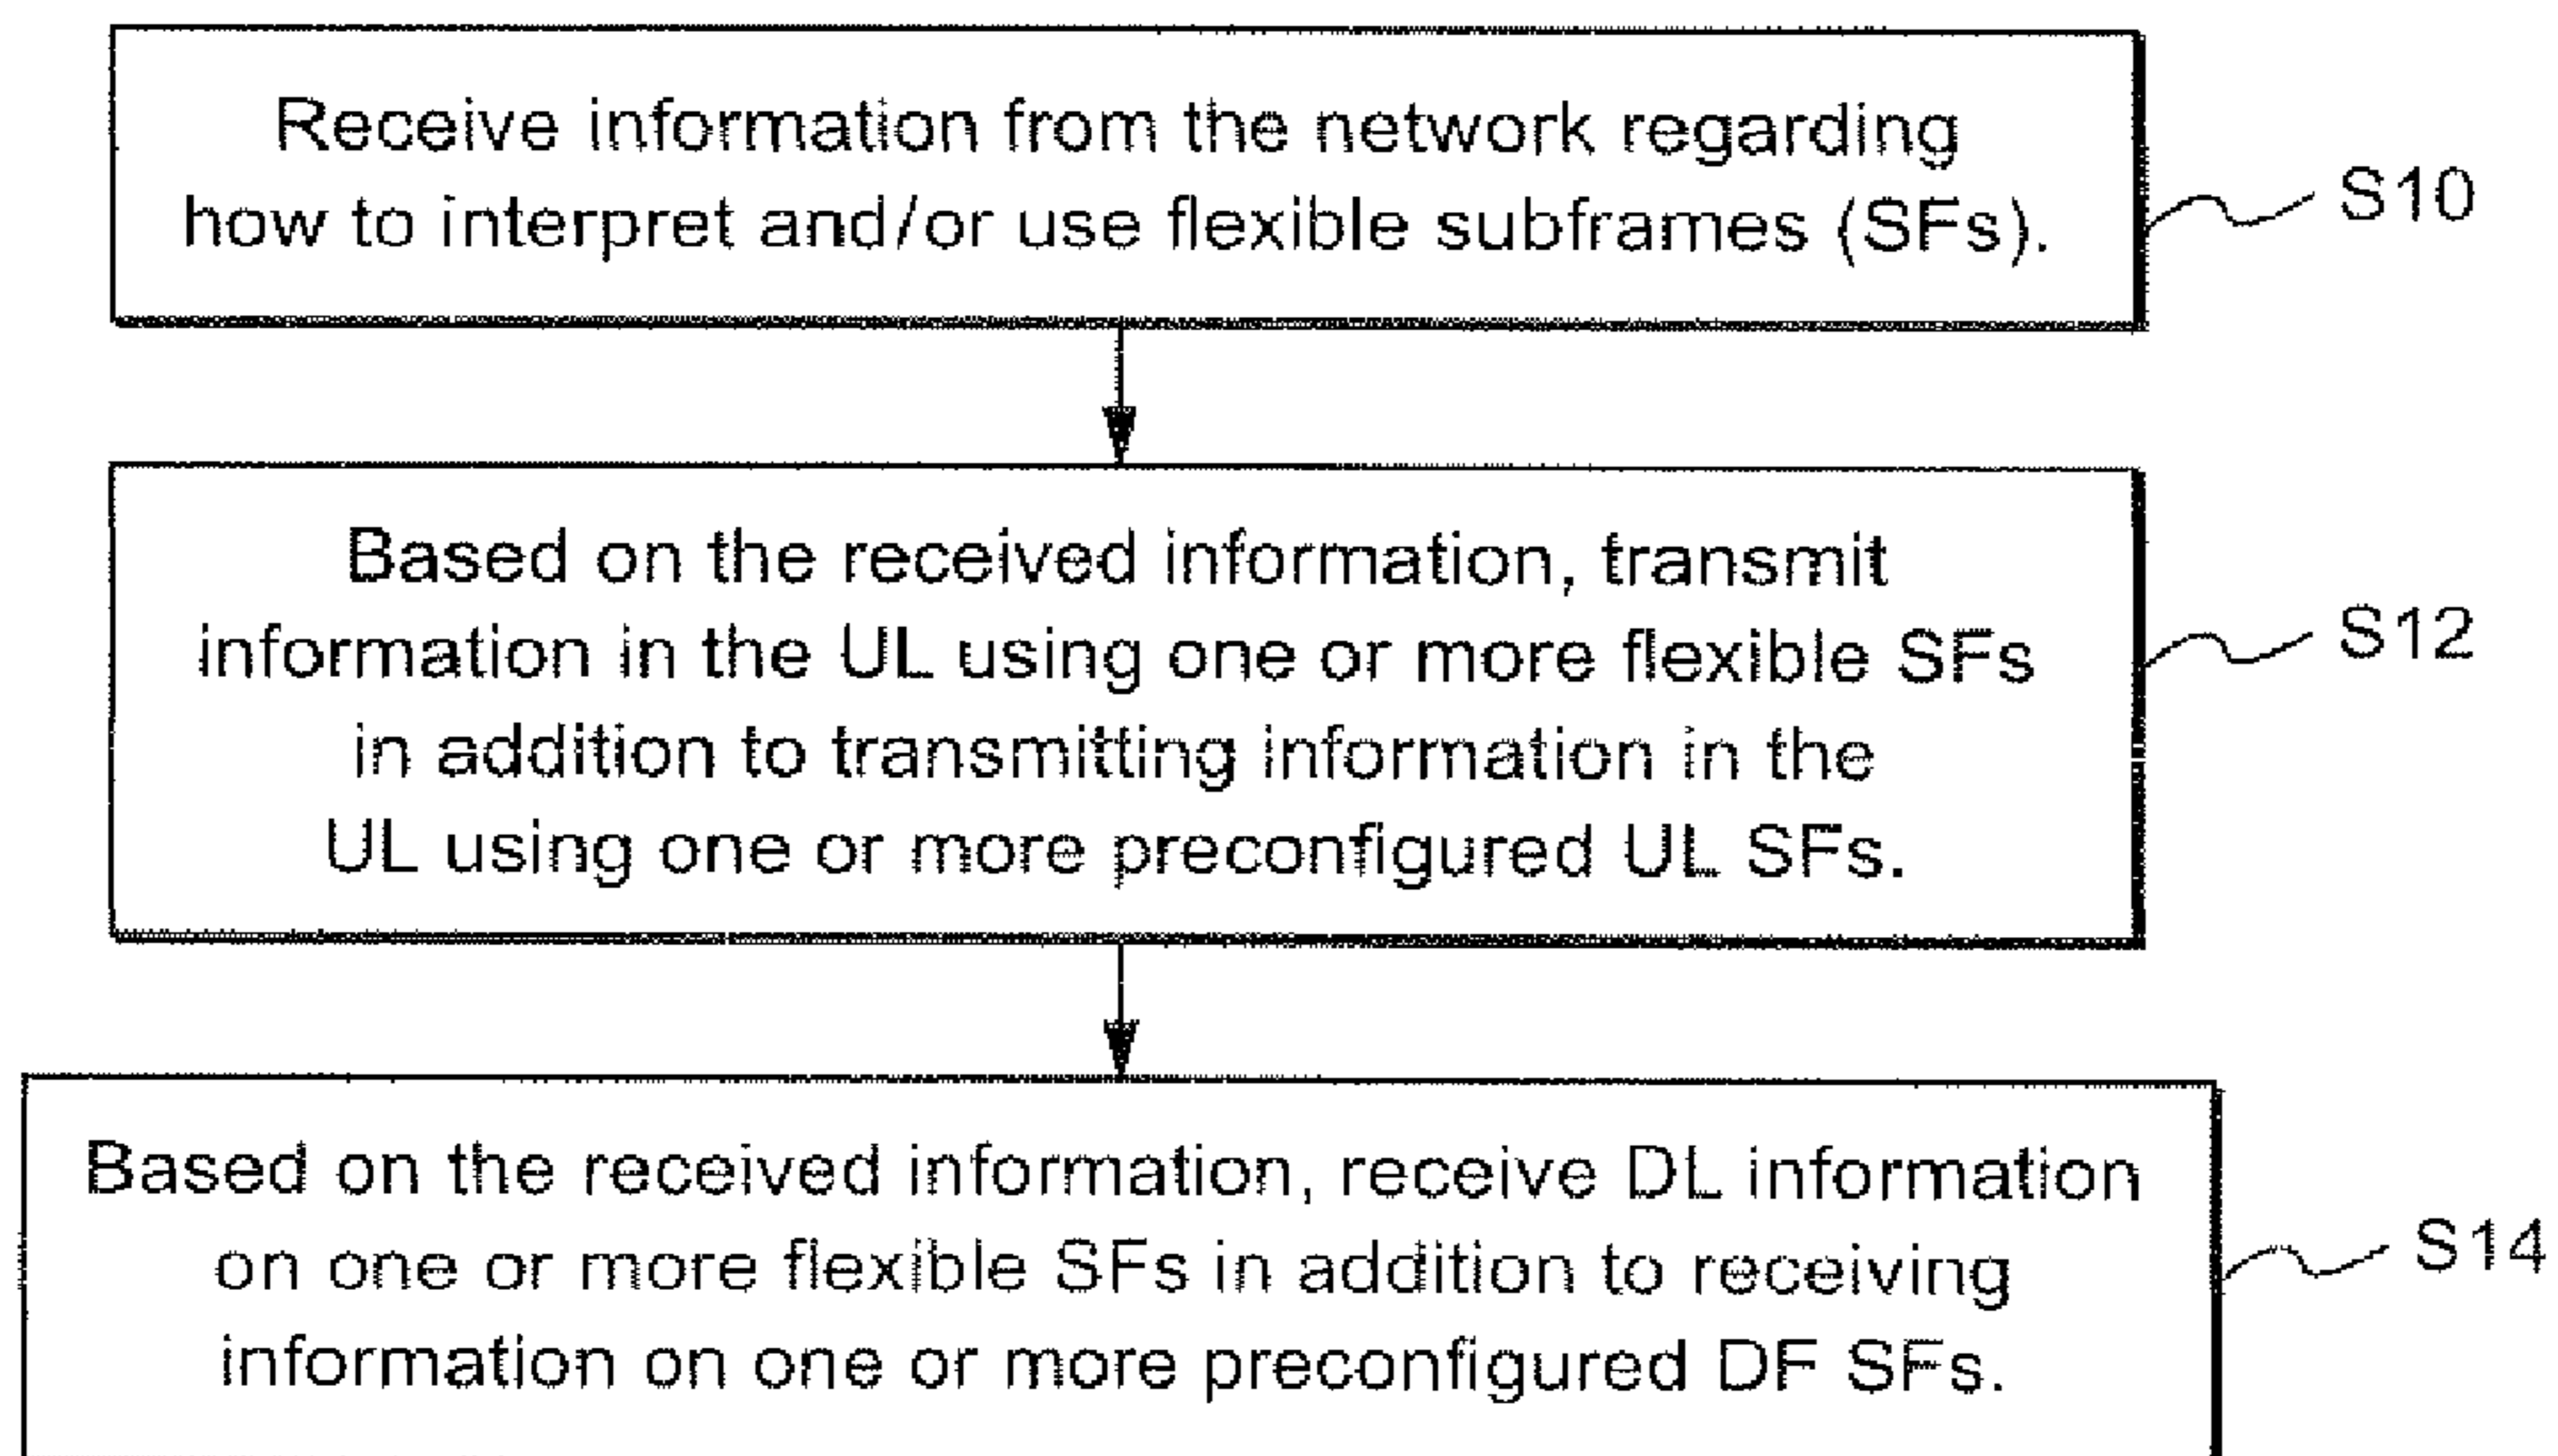 Receive information from the network regarding
how to interpret and/or use flexible subframes (SFs).
S10
Based on the received information, transmit
information in the UL using one or more flexible SFs
in addition to transmitting information in the
UL using one or more preconfigured UL SFs.
S12
Based on the received information, receive DL information
on one or more flexible SFs in addition to receiving
information on one or more preconfigured DF SFs.
S14